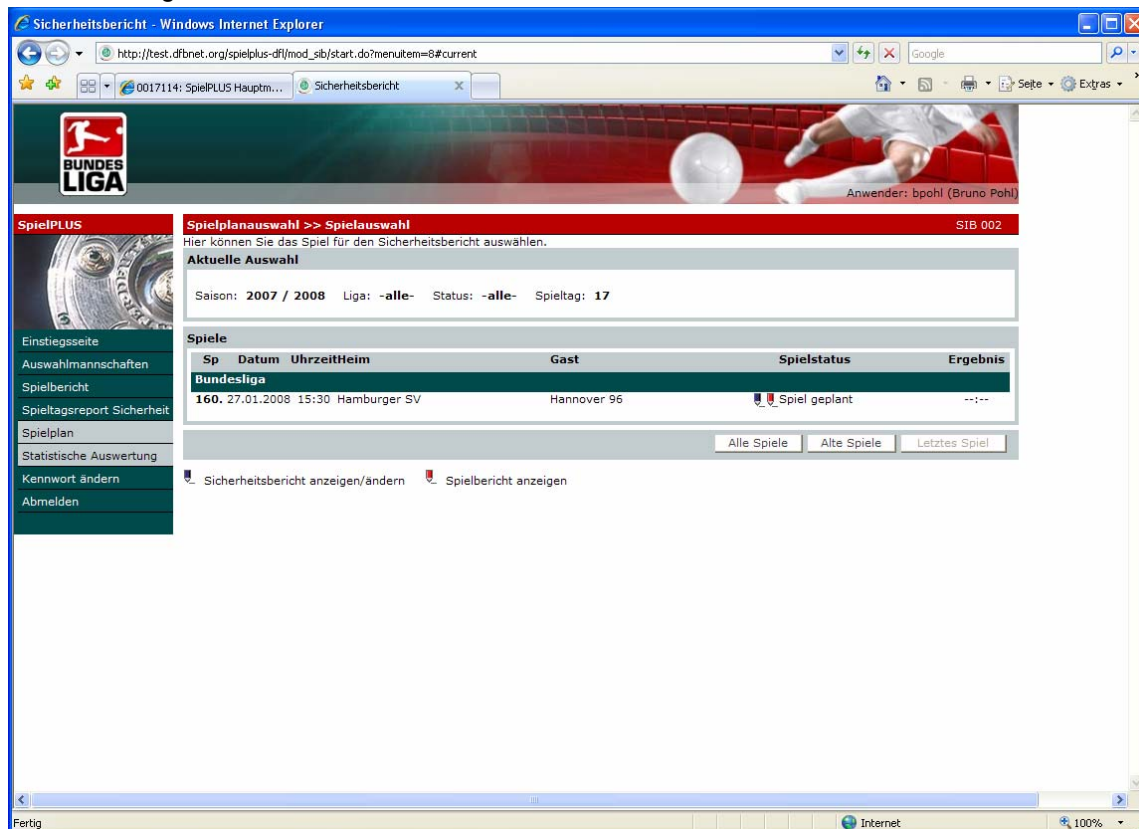 Sicherheitsbericht - Windows Internet Explorer
http://test.dfbnet.org/spielplus-dfl/mod_sib/start.do?menuitem=8#current
Google
0017114: SpielPLUS Hauptm...
Sicherheitsbericht
X
Seite
Extras
BUNDES
LIGA
Anwender: bpohl (Bruno Pohl)
SpielPLUS
Einstiegsseite
Auswahlmannschaften
Spielbericht
Spieltagsreport Sicherheit
Spielplan
Statistische Auswertung
Kennwort ändern
Abmelden
Spielplanauswahl >> Spielauswahl SIB 002
Hier können Sie das Spiel für den Sicherheitsbericht auswählen.
Aktuelle Auswahl
Saison: 2007 / 2008 Liga: -alle- Status: -alle- Spieltag: 17
Spiele
Sp Datum UhrzeitHeim Gast Spielstatus Ergebnis
Bundesliga
160. 27.01.2008 15:30 Hamburger SV Hannover 96 Spiel geplant --:--
Alle Spiele Alte Spiele Letztes Spiel
Sicherheitsbericht anzeigen/ändern Spielbericht anzeigen
Fertig Internet 100%